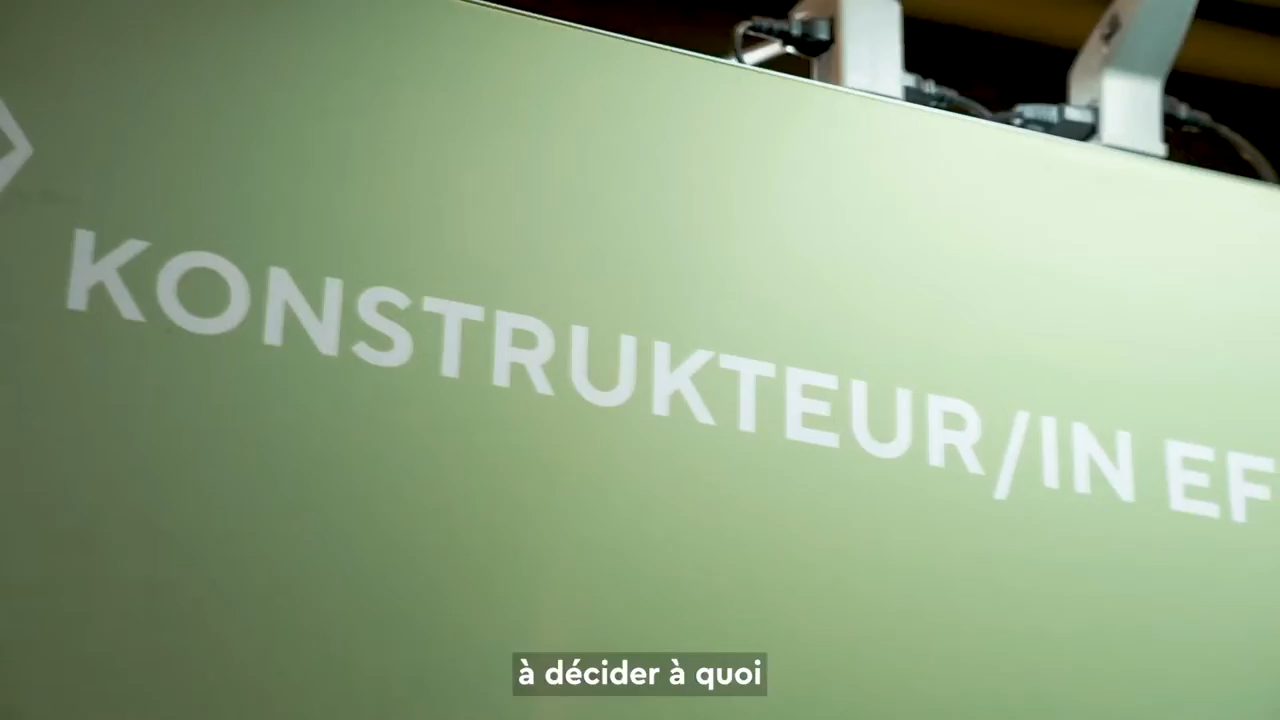 KONSTRUKTEUR/IN EF
à décider à quoi